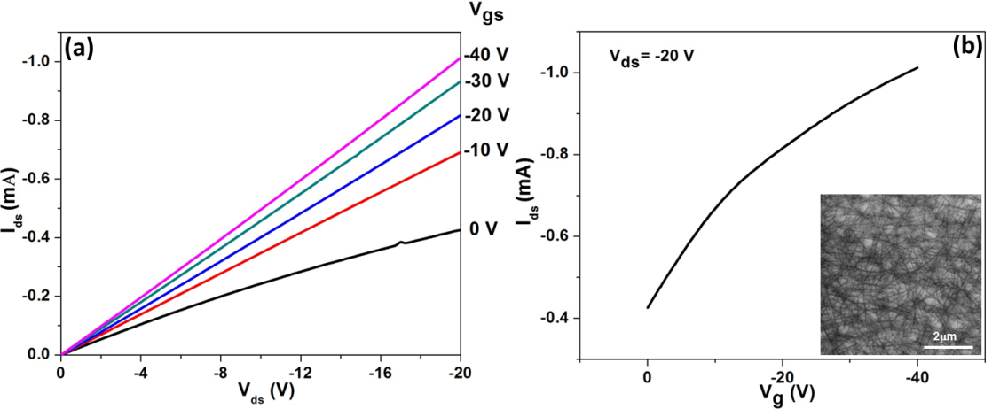 (a)
Vgs
-40 V
-30 V
-20 V
-10 V
0 V
-1.0
-0.8
-0.6
-0.4
-0.2
0.0
Ids (mA)
0 -4 -8 -12 -16 -20
Vds (V)
(b)
Vds= -20 V
-1.0
-0.8
-0.6
-0.4
Ids (mA)
2μm
0 -20 -40
Vg (V)